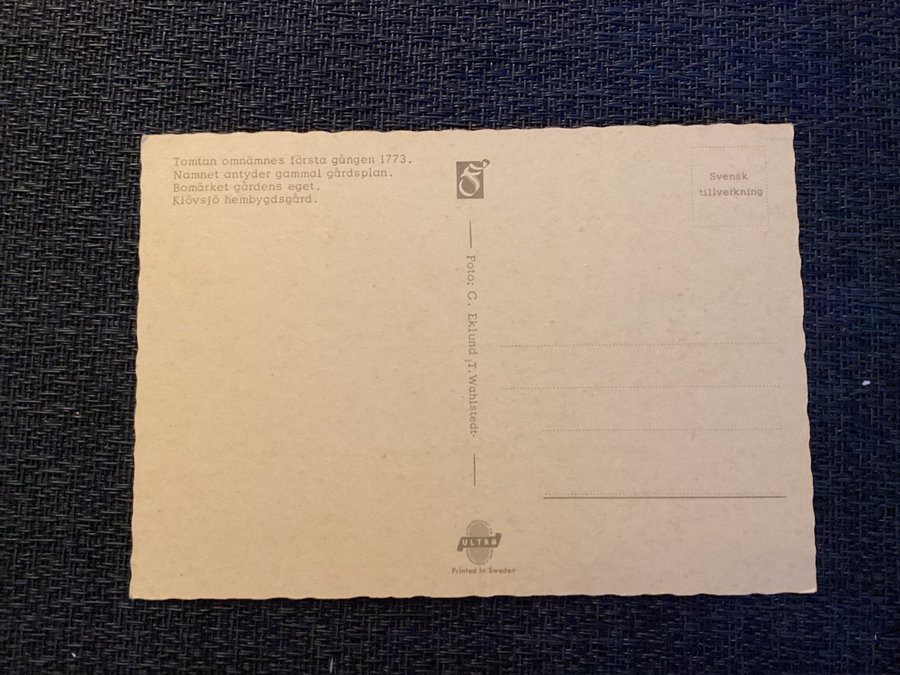 Tomtan omnämnes första gången 1773.
Namnet antyder gammal gårdsplan.
Bomärket gårdens eget.
Klövsjö hembygdsgård.
Svensk
tillverkning
Foto: C. Eklund, T. Wahlstedt
ULTRA
Printed in Sweden